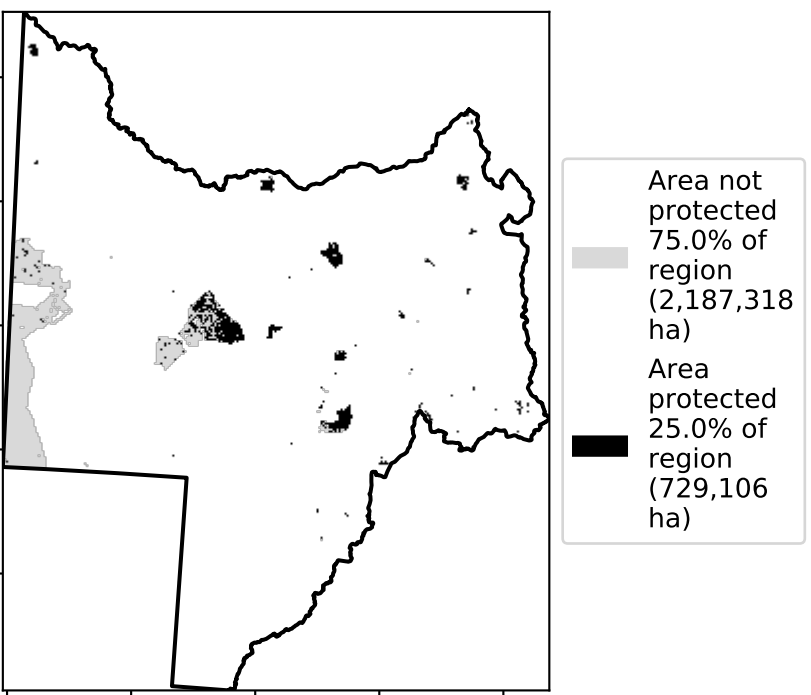 Area not
protected
75.0% of
region
(2,187,318
ha)
Area
protected
25.0% of
region
(729,106
ha)